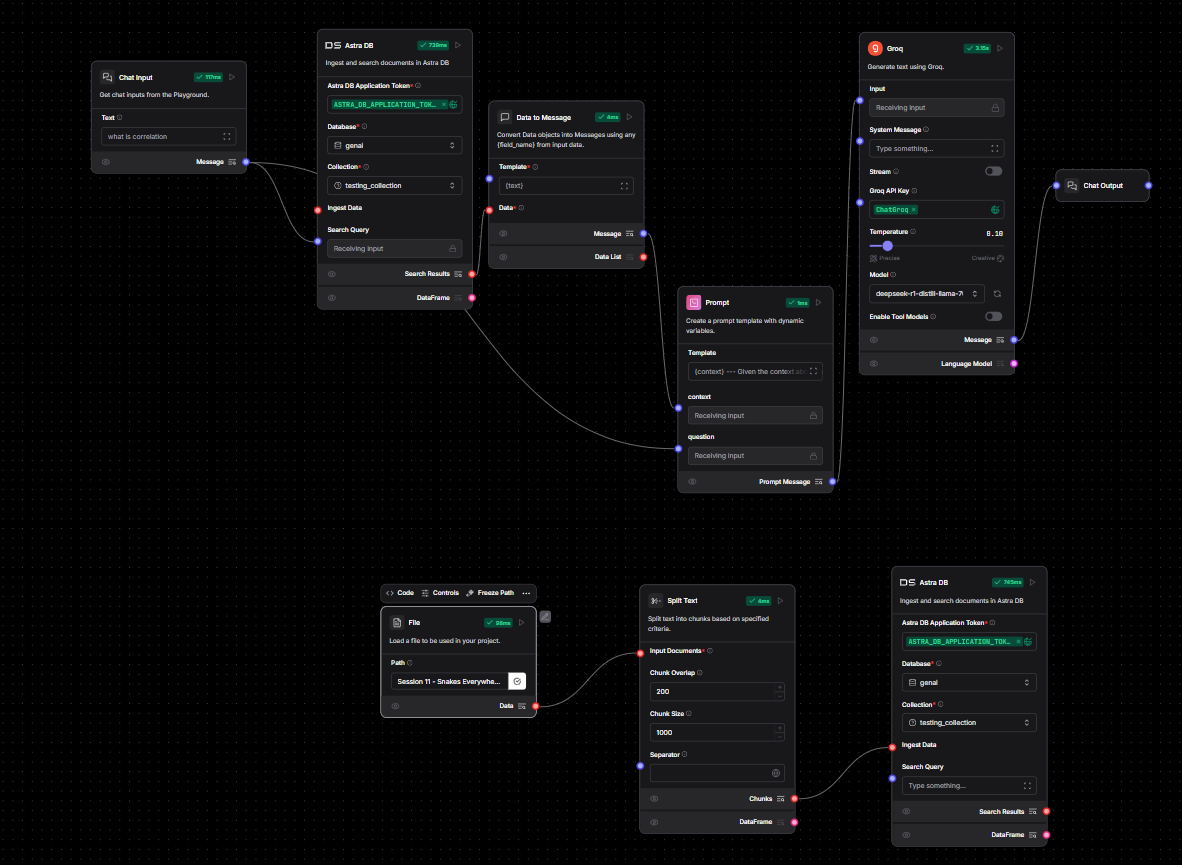 Chat Input
117ms
Get chat inputs from the Playground.
Text
what is correlation
Message
Astra DB
739ms
Ingest and search documents in Astra DB
Astra DB Application Token*
ASTRA_DB_APPLICATION_TOK...
Database*
genai
Collection*
testing_collection
Ingest Data
Search Query
Receiving input
Search Results
DataFrame
Data to Message
4ms
Convert Data objects into Messages using any
{field_name} from input data.
Template*
{text}
Data*
Message
Data List
Prompt
1ms
Create a prompt template with dynamic
variables.
Template
{context} --- Given the context
context
Receiving input
question
Receiving input
Prompt Message
Groq
3.15s
Generate text using Groq.
Input
Receiving input
System Message
Type something...
Stream
Groq API Key
ChatGroq
Temperature
0.10
Precise
Creative
Model
deepseek-r1-distill-llama-7
Enable Tool Models
Message
Language Model
Chat Output
Code
Controls
Freeze Path
File
98ms
Load a file to be used in your project.
Path
Session 11 - Snakes Everywhe...
Data
Split Text
4ms
Split text into chunks based on specified
criteria.
Input Documents*
Chunk Overlap
200
Chunk Size
1000
Separator
Chunks
DataFrame
Astra DB
745ms
Ingest and search documents in Astra DB
Astra DB Application Token*
ASTRA_DB_APPLICATION_TOK...
Database*
genai
Collection*
testing_collection
Ingest Data
Search Query
Type something...
Search Results
DataFrame